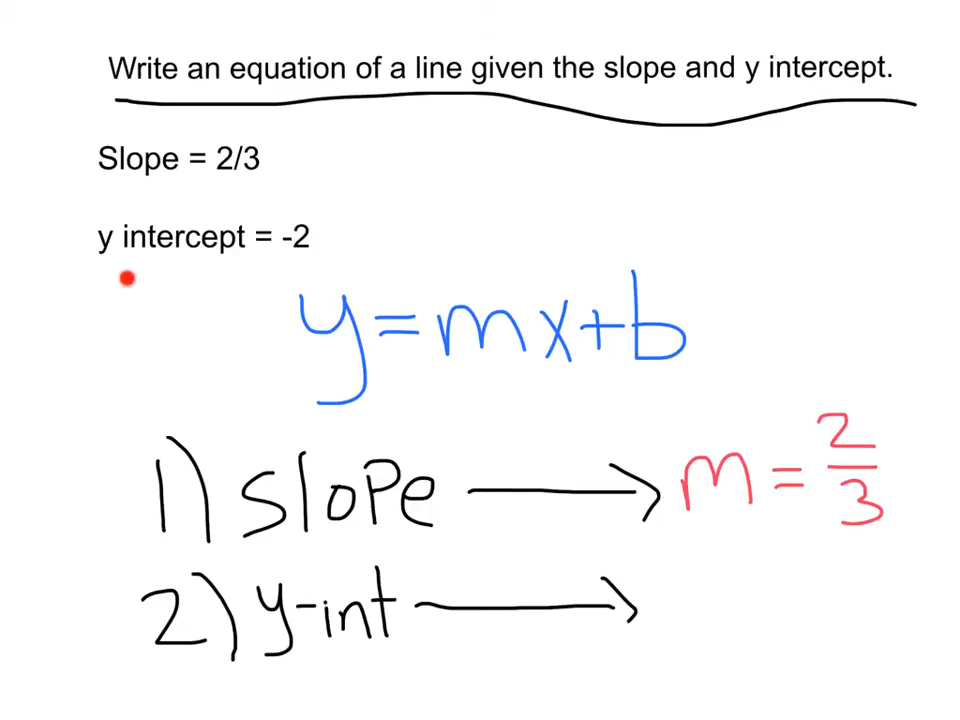 Write an equation of a line given the slope and y intercept.
Slope = 2/3
y intercept = -2
y=mx+b
1) slope → m = 2/3
2) y-int →